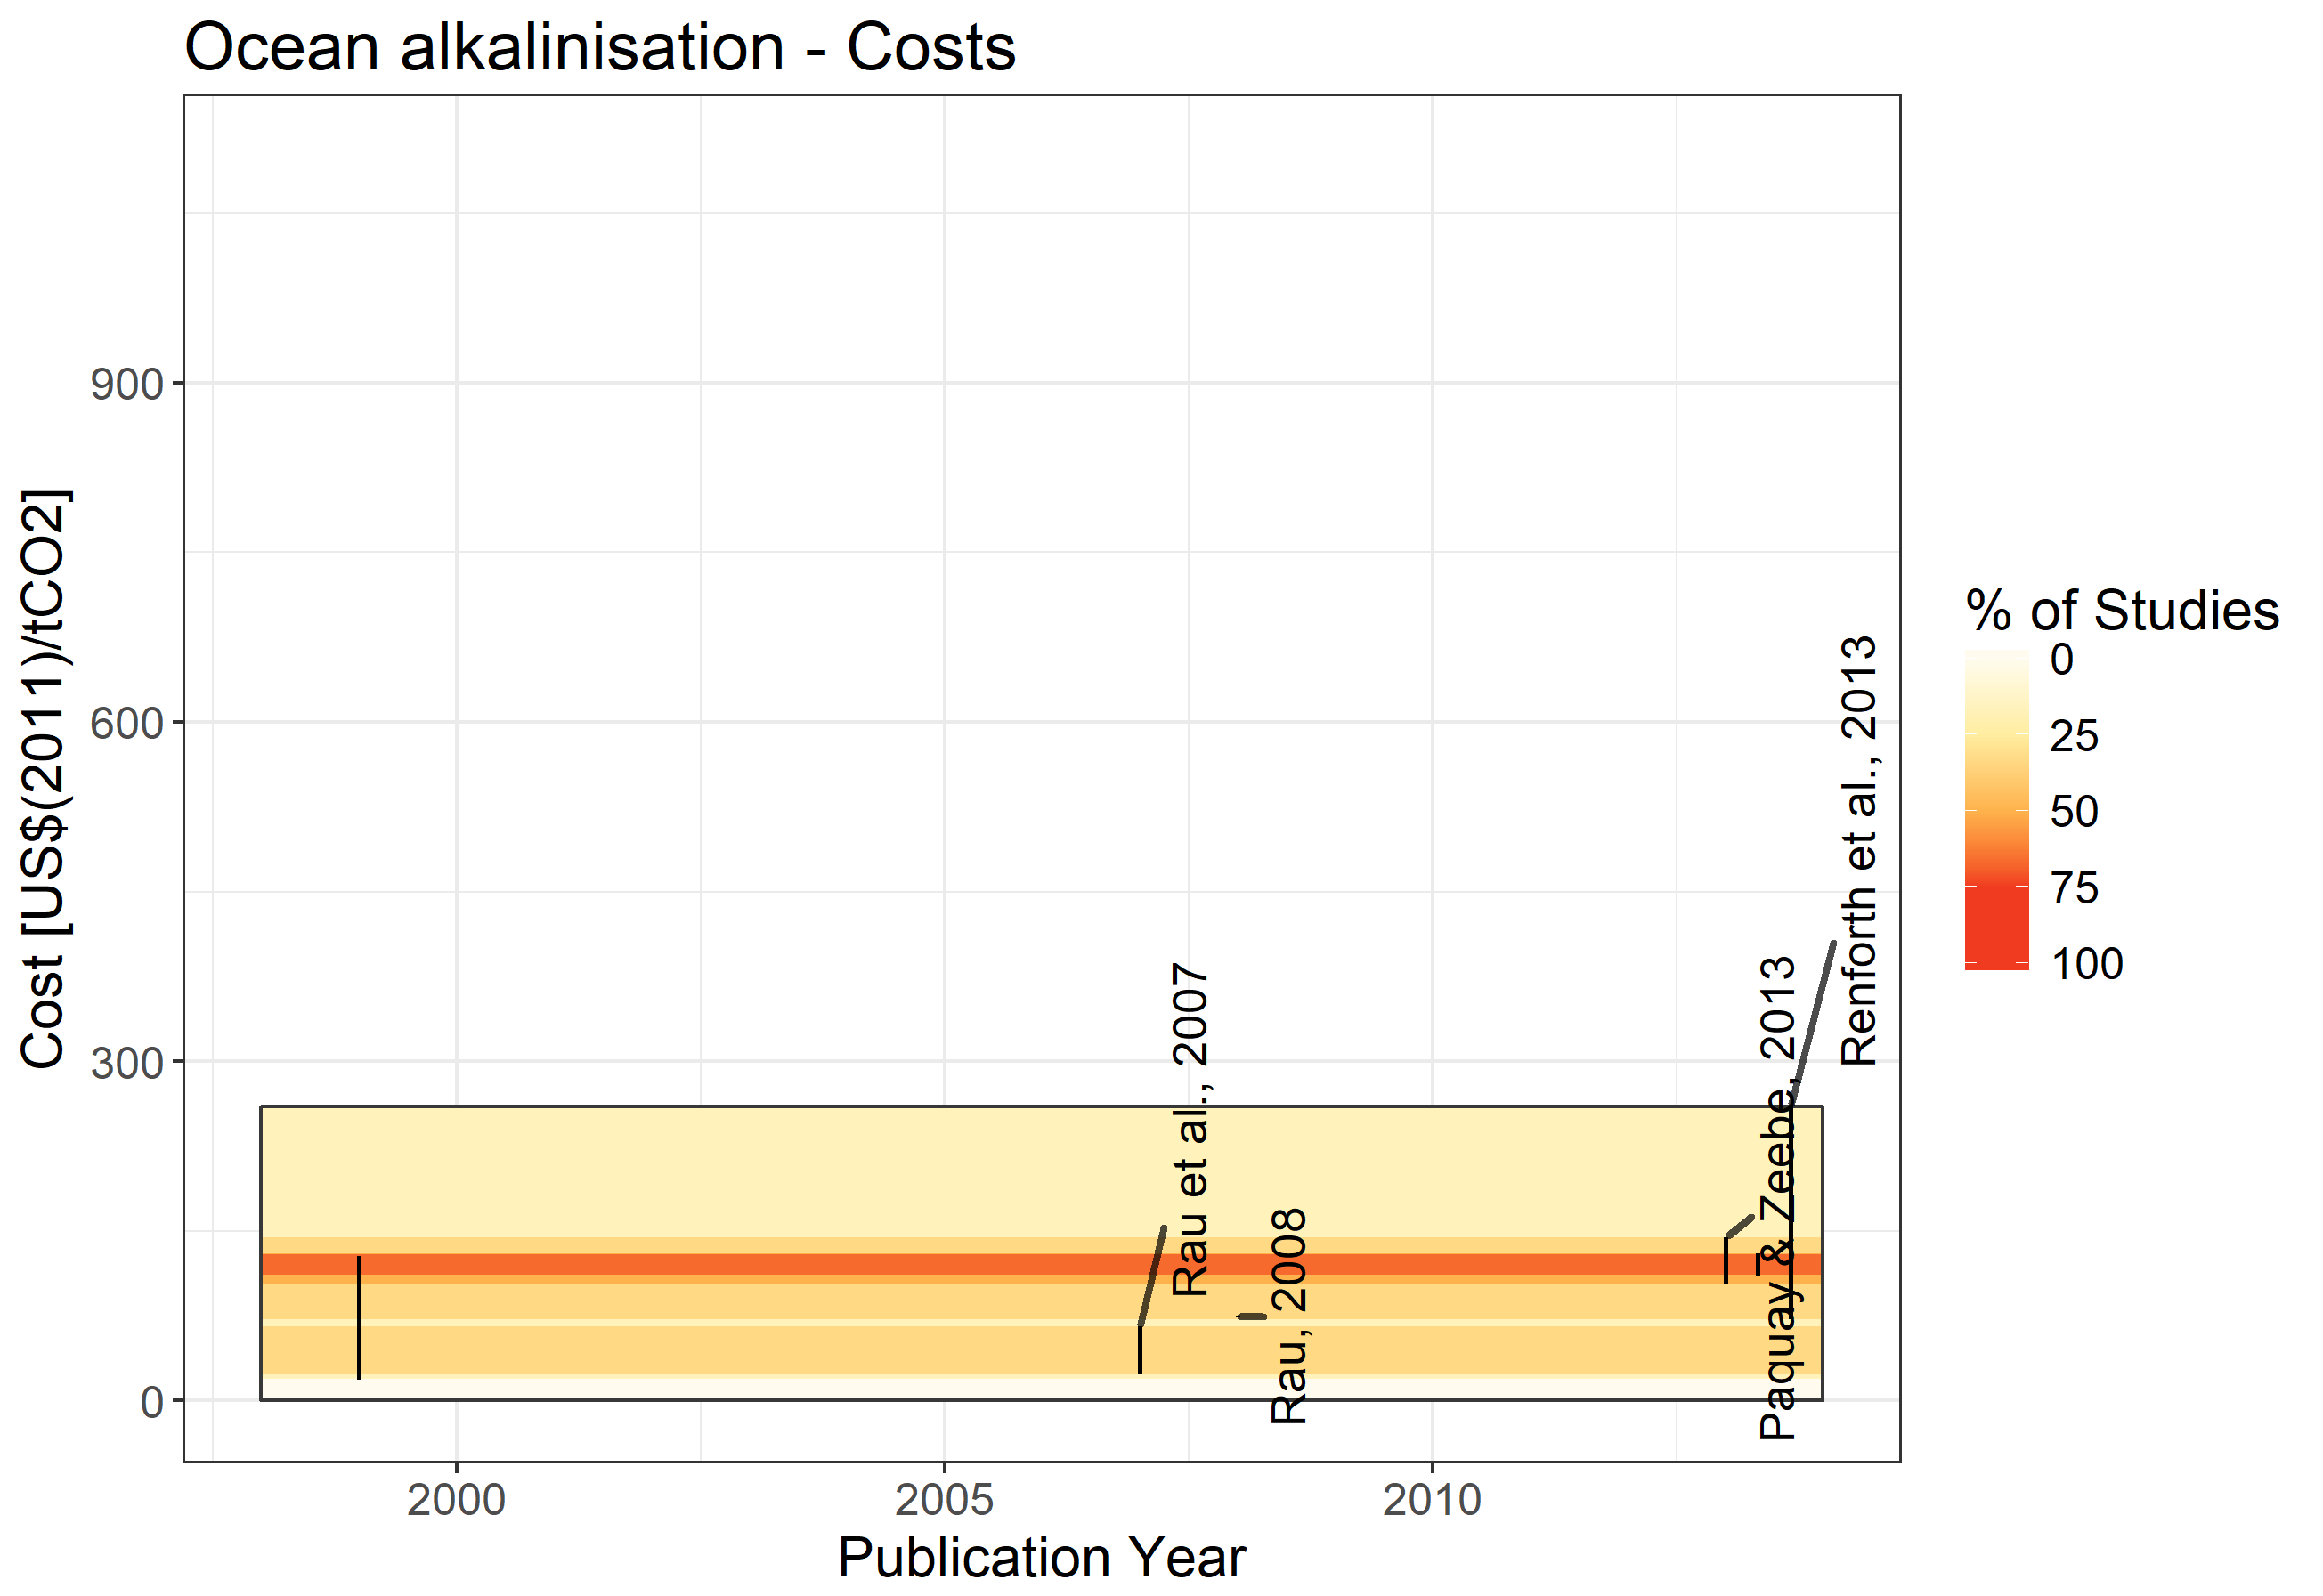 Ocean alkalinisation - Costs
Cost [US$(2011)/tCO2]
900
600
300
0
2000
2005
2010
Publication Year
Rau et al., 2007
Rau, 2008
Paquay & Zeebe, 2013
Renforth et al., 2013
% of Studies
0
25
50
75
100